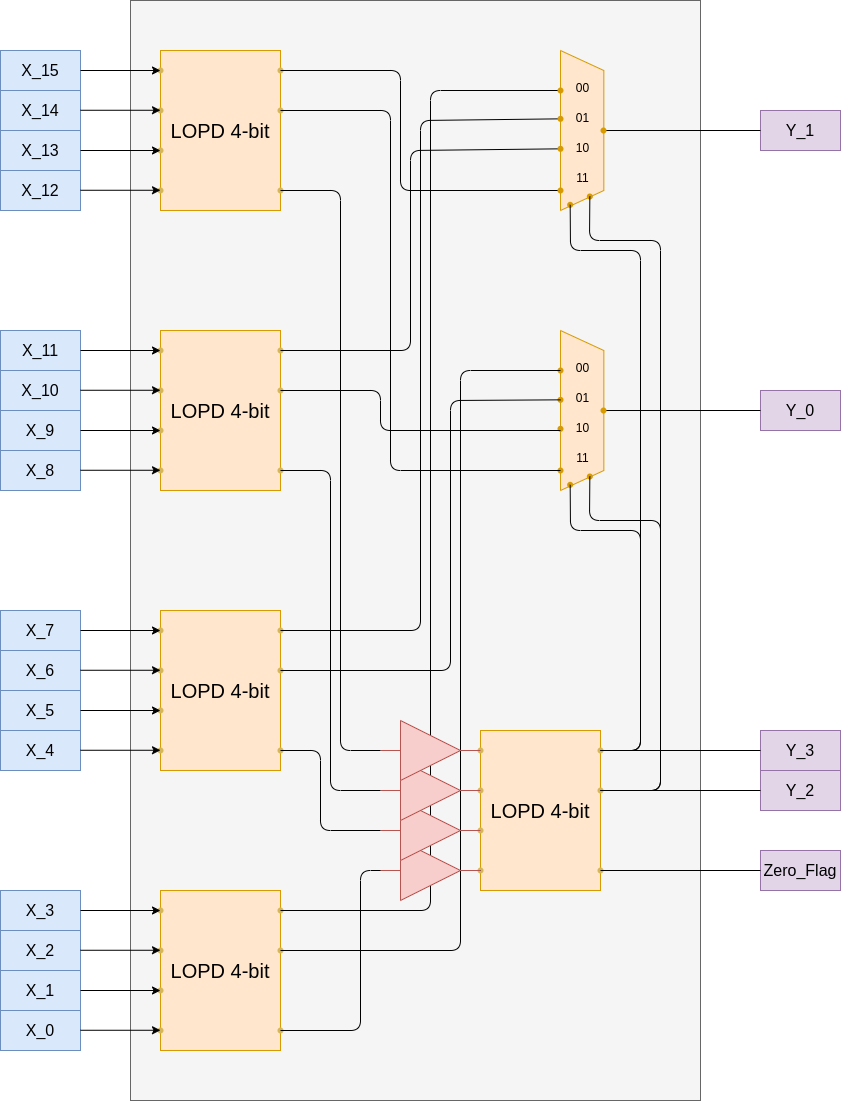 X_15
X_14
X_13
X_12
LOPD 4-bit
00
01
10
11
Y_1
X_11
X_10
X_9
X_8
LOPD 4-bit
00
01
10
11
Y_0
X_7
X_6
X_5
X_4
LOPD 4-bit
LOPD 4-bit
Y_3
Y_2
Zero_Flag
X_3
X_2
X_1
X_0
LOPD 4-bit